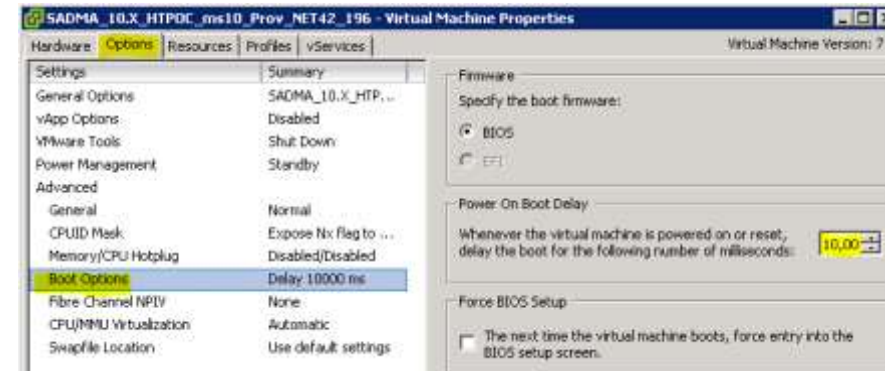 SADMA_10.X_HTPDC_ms10_Prov_NET42_196 - Virtual Machine Properties
Hardware Options Resources Profiles vServices
Virtual Machine Version: 7
Settings Summary
General Options SADMA_10.X_HTP...
vApp Options Disabled
VMware Tools Shut Down
Power Management Standby
Advanced
General Normal
CPUID Mask Expose Nx flag to ...
Memory/CPU Hotplug Disabled/Disabled
Boot Options Delay 10000 ms
Fibre Channel NPIV None
CPU/MMU Virtualization Automatic
Swapfile Location Use default settings
Firmware
Specify the boot firmware:
BIOS
EFI
Power On Boot Delay
Whenever the virtual machine is powered on or reset,
delay the boot for the following number of milliseconds:
10,00
Force BIOS Setup
The next time the virtual machine boots, force entry into the
BIOS setup screen.